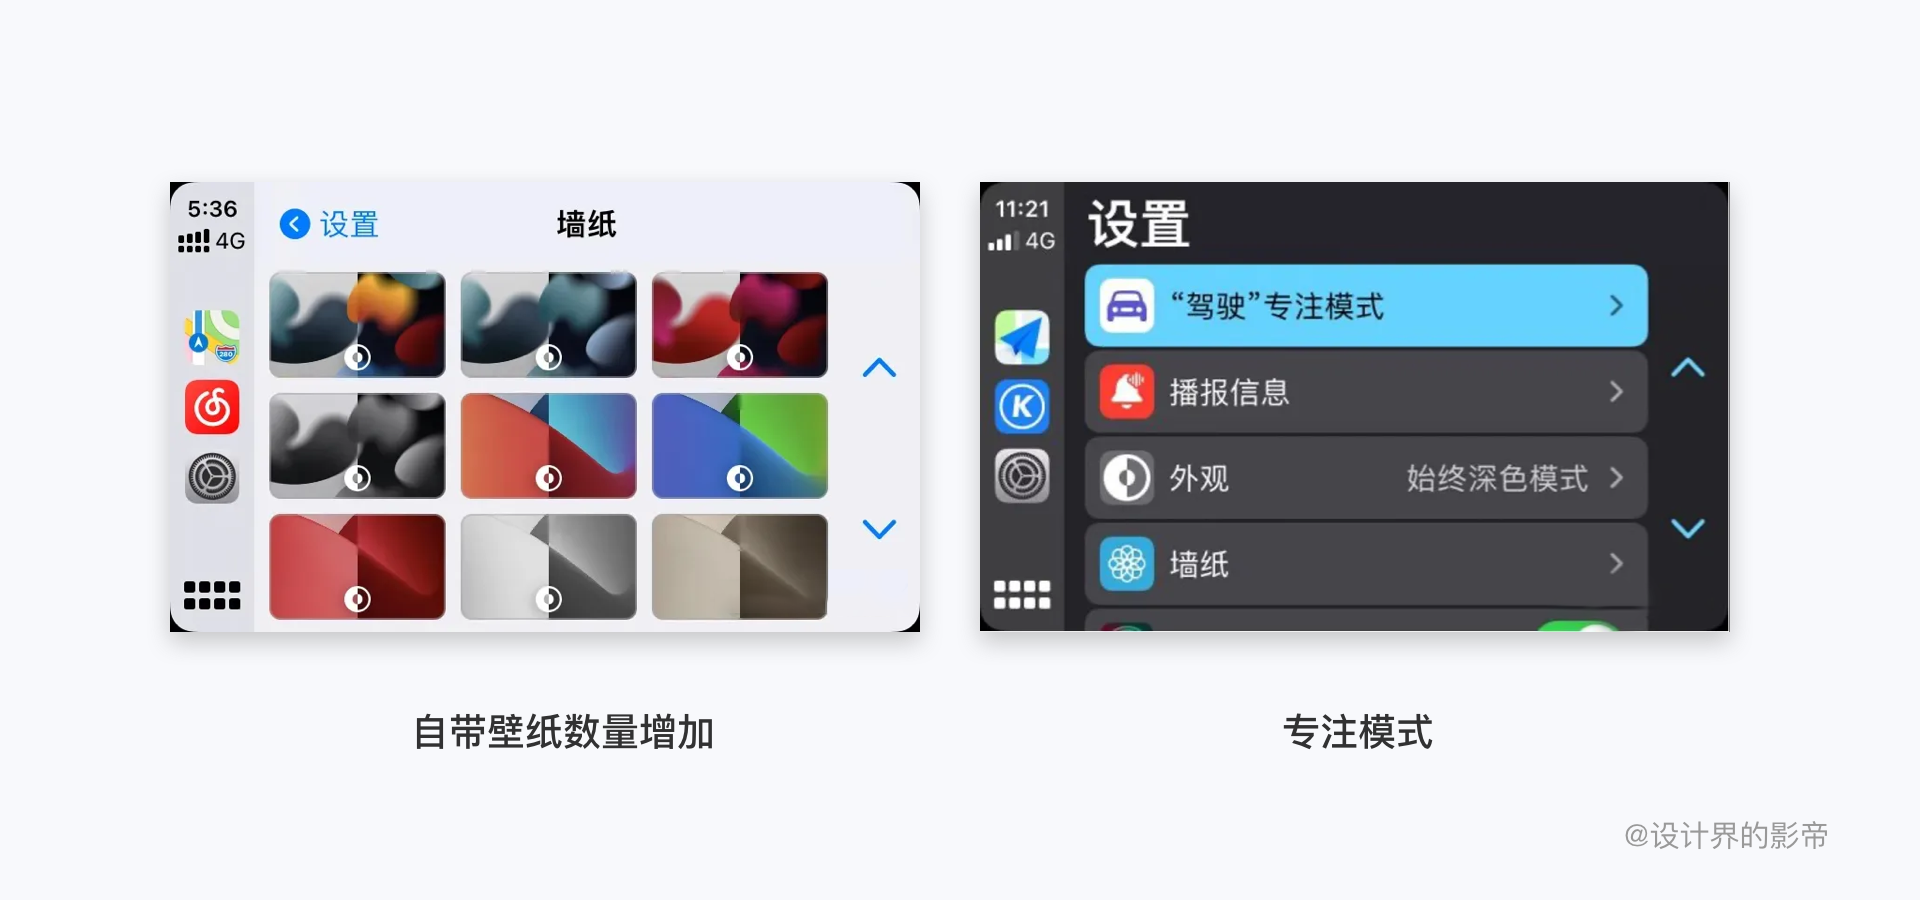 5:36
4G
设置
墙纸
280
11:21
4G
设置
“驾驶”专注模式
播报信息
外观
始终深色模式
墙纸
K
自带壁纸数量增加
专注模式
@设计界的影帝